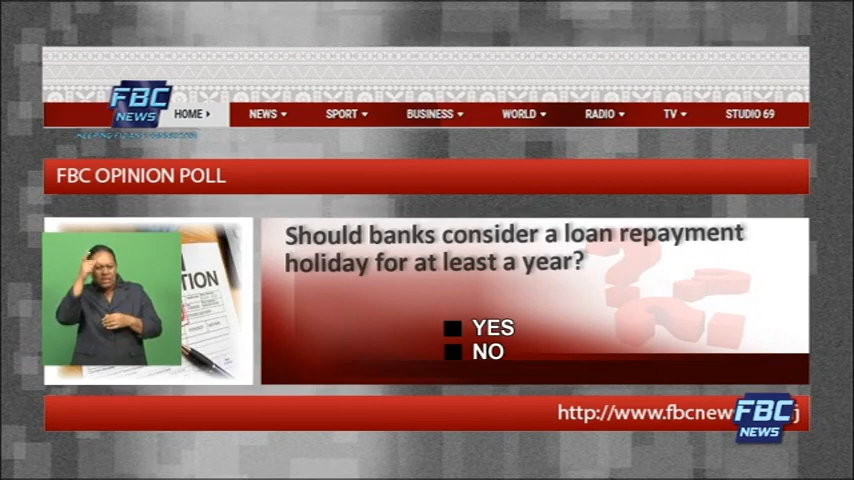 FBC
NEWS
HOME
NEWS
SPORT
BUSINESS
WORLD
RADIO
TV
STUDIO 69
FBC OPINION POLL
TION
Should banks consider a loan repayment
holiday for at least a year?
YES
NO
http://www.fbcnew
FBC
NEWS